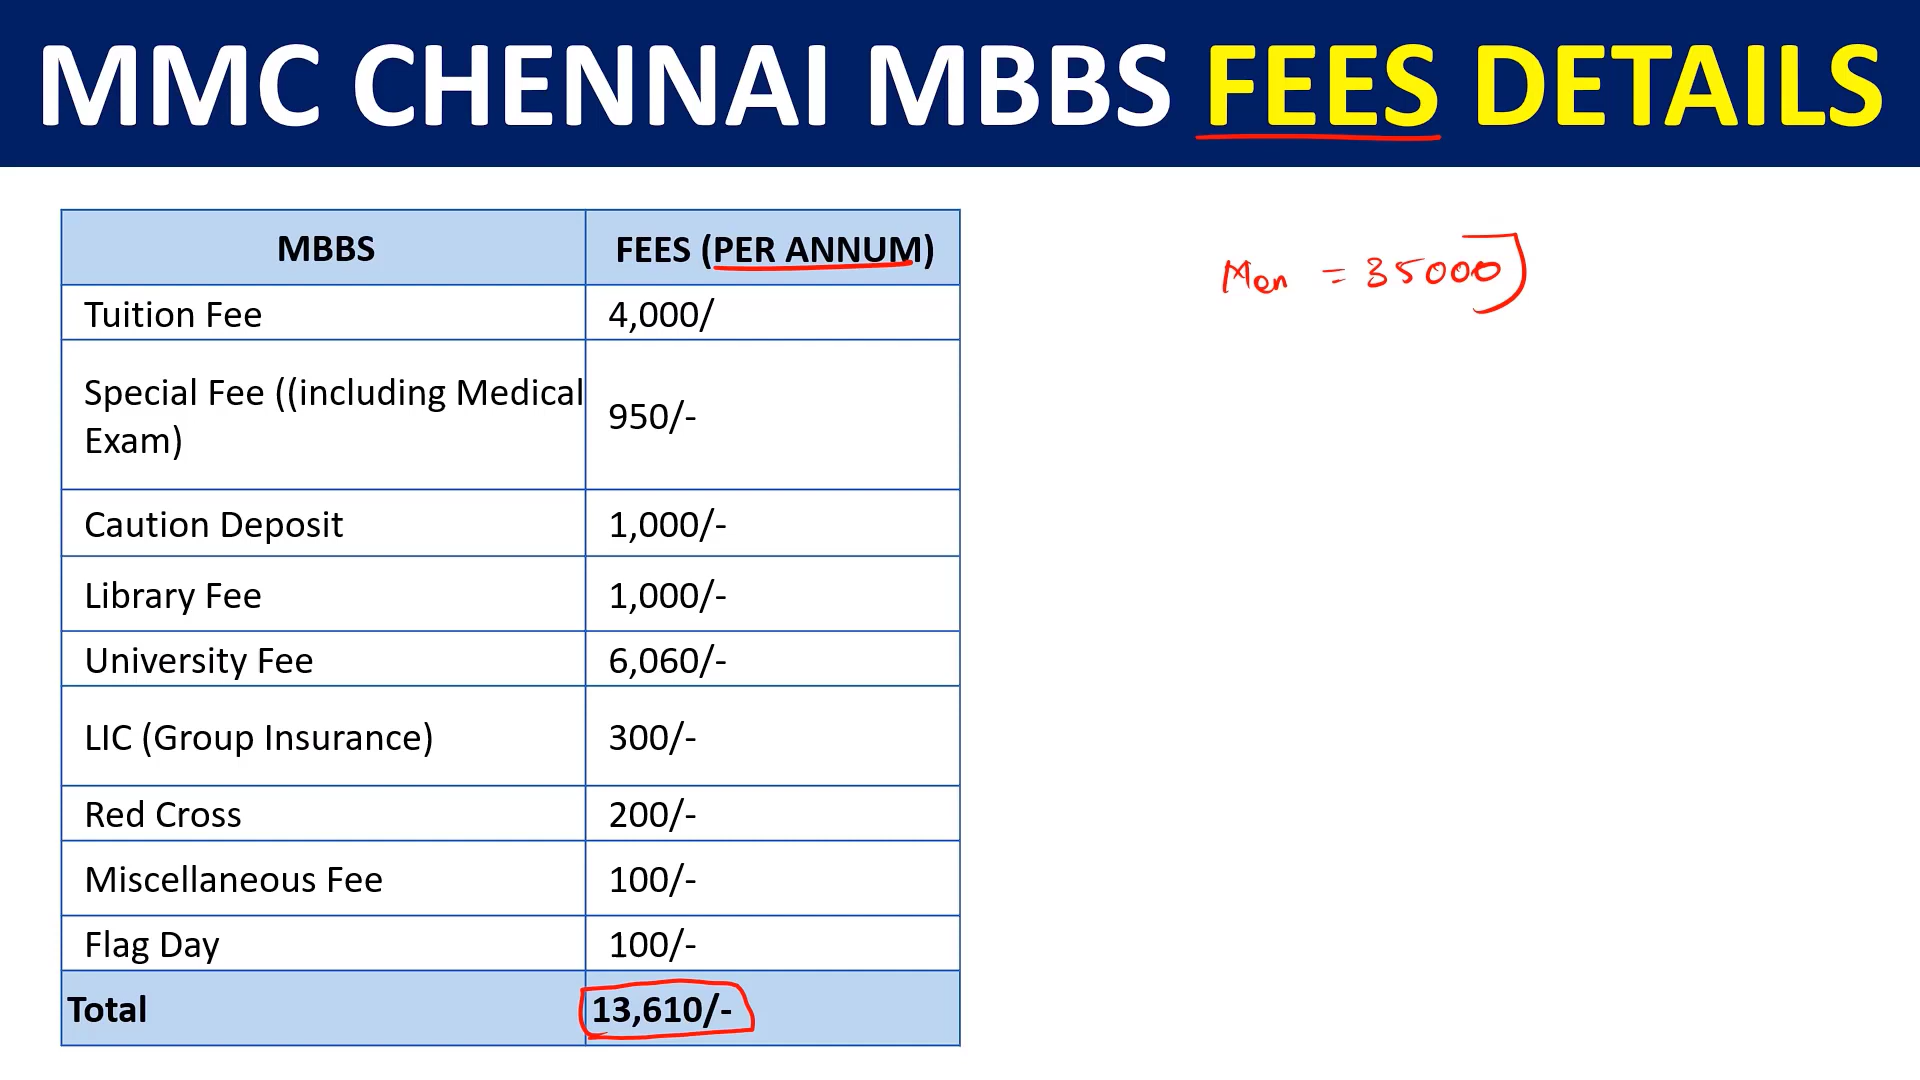 MMC CHENNAI MBBS FEES DETAILS
MBBS FEES (PER ANNUM)
Tuition Fee 4,000/
Special Fee ((including Medical
Exam) 950/-
Caution Deposit 1,000/-
Library Fee 1,000/-
University Fee 6,060/-
LIC (Group Insurance) 300/-
Red Cross 200/-
Miscellaneous Fee 100/-
Flag Day 100/-
Total 13,610/-
= 35000